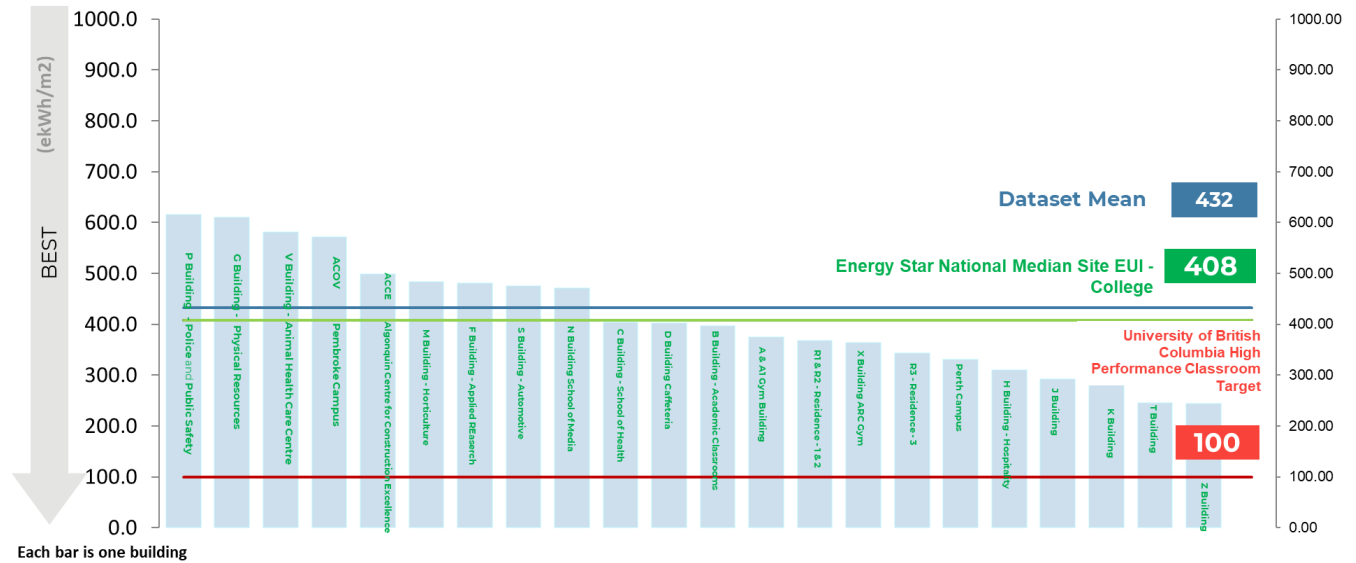 (ekWh/m2)
BEST
1000.0
900.0
800.0
700.0
600.0
500.0
400.0
300.0
200.0
100.0
0.0
1000.00
900.00
800.00
700.00
600.00
500.00
400.00
300.00
200.00
100.00
0.00
Dataset Mean 432
Energy Star National Median Site EUI - 408
College
University of British
Columbia High
Performance Classroom
Target
100
P Building - Police and Public Safety
G Building - Physical Resources
V Building - Animal Health Care Centre
ACOV Pembroke Campus
ACCE Algonquin Centre for Construction Excellence
M Building - Horticulture
F Building - Applied REaserch
S Building - Automotive
N Building School of Media
C Building - School of Health
D Building Caffeteria
B Building - Academic Classrooms
A & A1 Gym Building
R1 & R2 - Residence - 1 & 2
X Building ARC Gym
R3 - Residence - 3
Perth Campus
H Building - Hospitality
J Building
K Building
T Building
Z Building
Each bar is one building